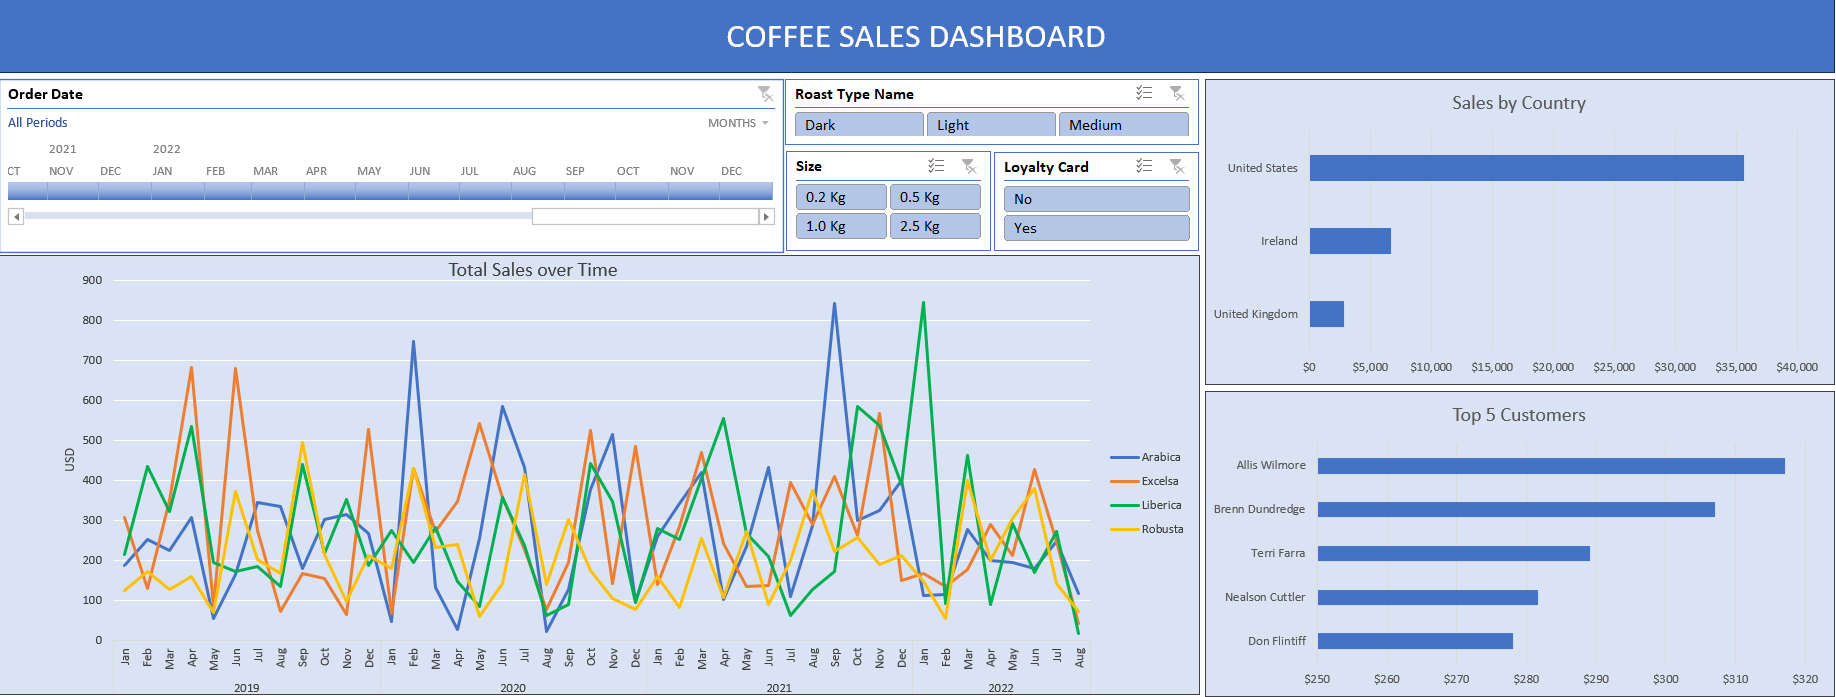 COFFEE SALES DASHBOARD
Order Date
All Periods
MONTHS
2021 2022
CT NOV DEC JAN FEB MAR APR MAY JUN JUL AUG SEP OCT NOV DEC
Roast Type Name
Dark Light Medium
Size
0.2 Kg 0.5 Kg
1.0 Kg 2.5 Kg
Loyalty Card
No
Yes
Total Sales over Time
900
800
700
600
500
400
300
200
100
0
USD
Jan Feb Mar Apr May Jun Jul Aug Sep Oct Nov Dec Jan Feb Mar Apr May Jun Jul Aug Sep Oct Nov Dec Jan Feb Mar Apr May Jun Jul Aug Sep Oct Nov Dec Jan Feb Mar Apr May Jun Jul Aug
2019 2020 2021 2022
Arabica
Excelsa
Liberica
Robusta
Sales by Country
United States
Ireland
United Kingdom
$0 $5,000 $10,000 $15,000 $20,000 $25,000 $30,000 $35,000 $40,000
Top 5 Customers
Allis Wilmore
Brenn Dundredge
Terri Farra
Nealson Cuttler
Don Flintiff
$250 $260 $270 $280 $290 $300 $310 $320